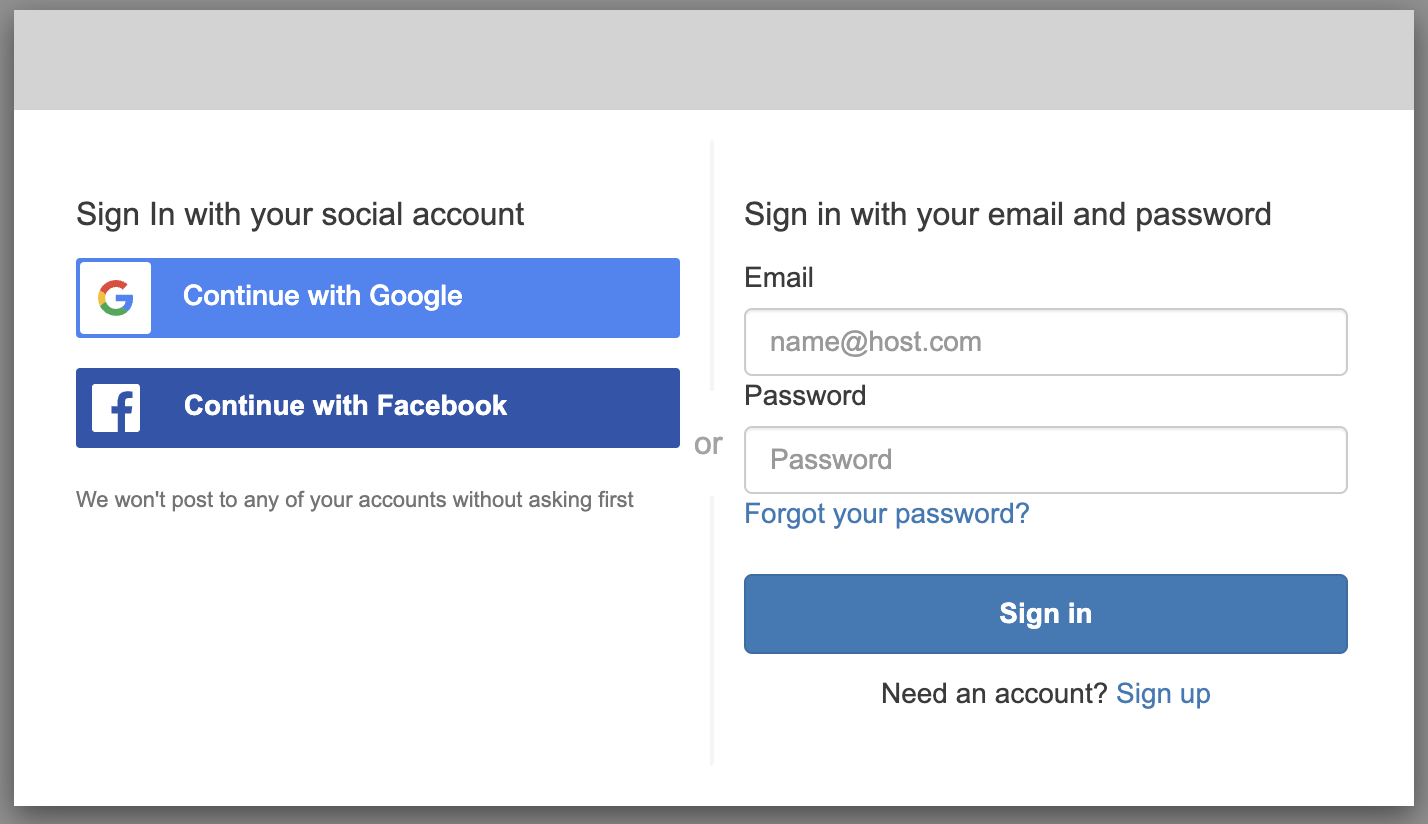 Sign In with your social account
Continue with Google
Continue with Facebook
We won't post to any of your accounts without asking first
or
Sign in with your email and password
Email
name@host.com
Password
Password
Forgot your password?
Sign in
Need an account? Sign up